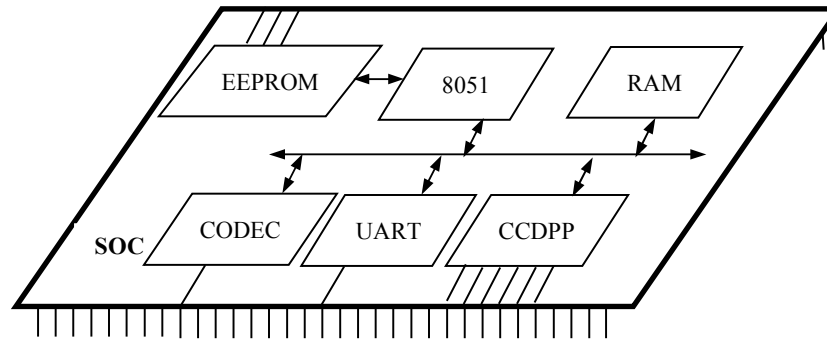 EEPROM
8051
RAM
CODEC
UART
CCDPP
SOC